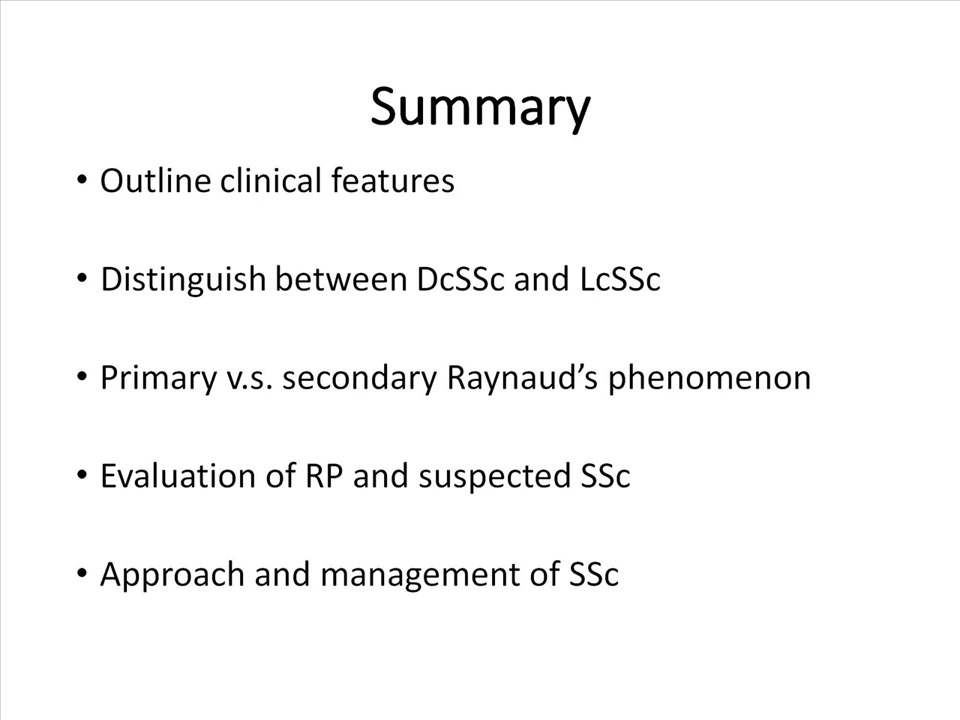 Summary
• Outline clinical features
• Distinguish between DcSSc and LcSSc
• Primary v.s. secondary Raynaud’s phenomenon
• Evaluation of RP and suspected SSc
• Approach and management of SSc